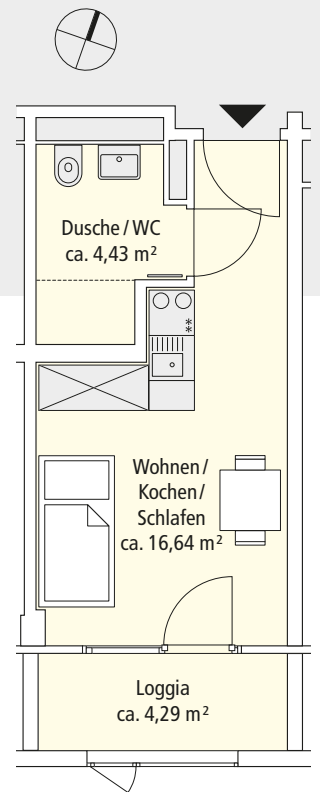 Dusche / WC
ca. 4,43 m²
**
Wohnen /
Kochen /
Schlafen
ca. 16,64 m²
Loggia
ca. 4,29 m²